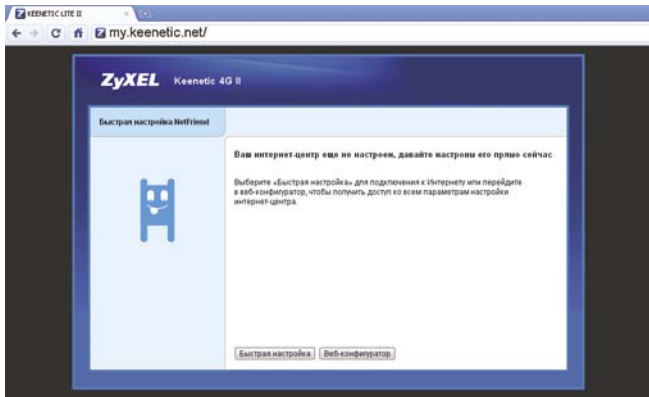 KEENETIC LITE II
my.keenetic.net/
ZyXEL Keenetic 4G II
Быстрая настройка NetFriend
Ваш интернет-центр еще не настроен, давайте настроим его прямо сейчас
Выберите «Быстрая настройка» для подключения к Интернету или перейдите
в веб-конфигуратор, чтобы получить доступ ко всем параметрам настройки
интернет-центра.
Быстрая настройка Веб-конфигуратор